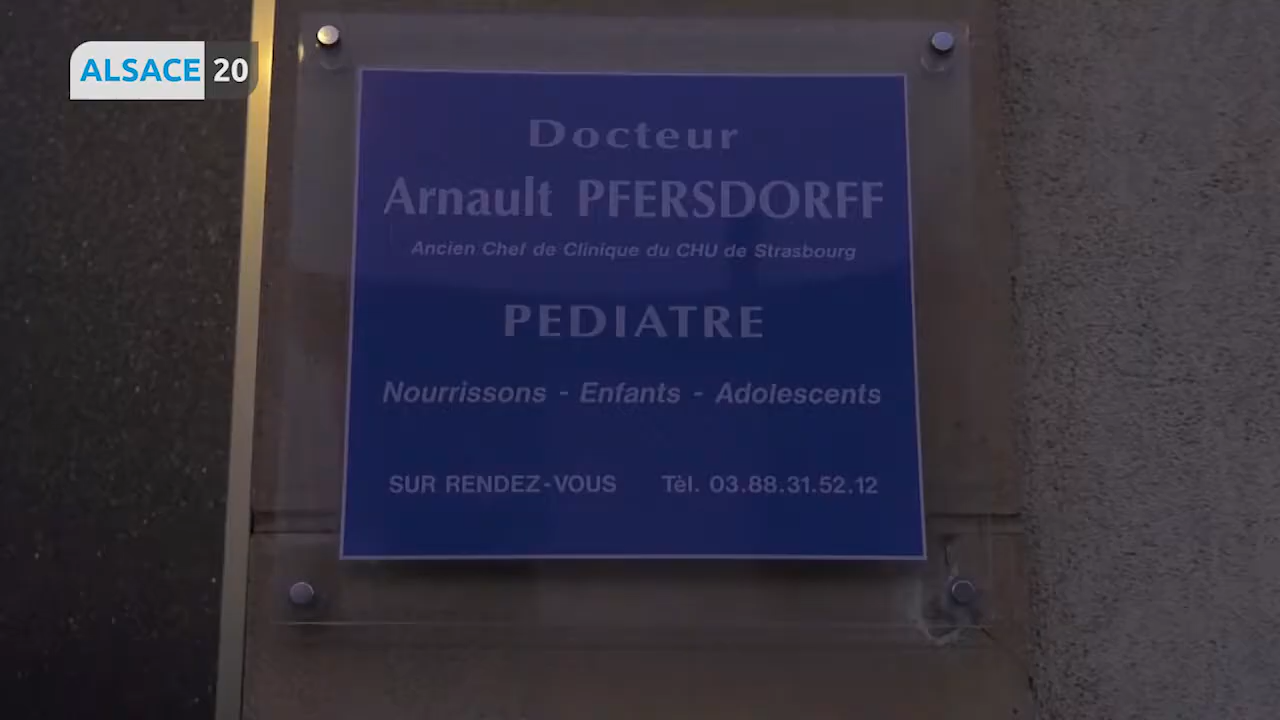 ALSACE 20
Docteur
Arnault PFERSDORFF
Ancien Chef de Clinique du CHU de Strasbourg
PEDIATRE
Nourrissons - Enfants - Adolescents
SUR RENDEZ-VOUS Tèl. 03.88.31.52.12